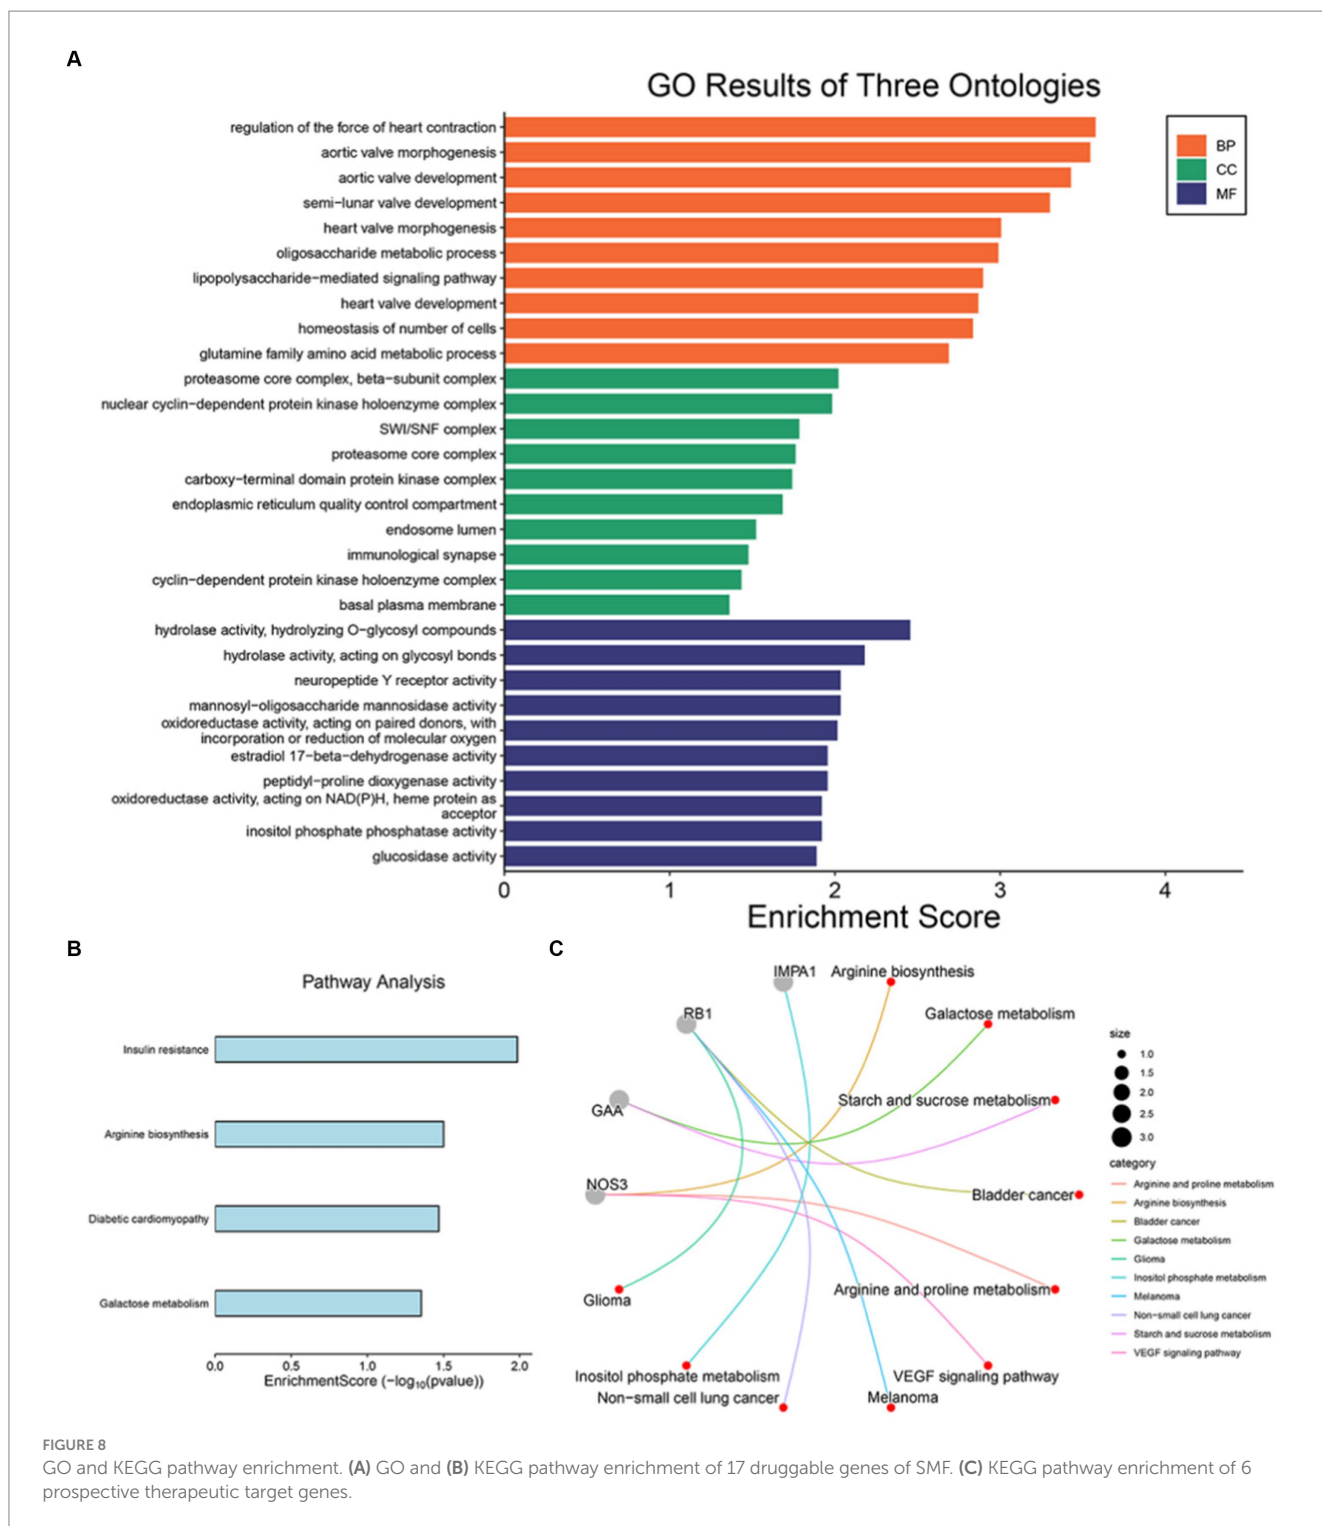 A
GO Results of Three Ontologies
regulation of the force of heart contraction
aortic valve morphogenesis
aortic valve development
semi−lunar valve development
heart valve morphogenesis
oligosaccharide metabolic process
lipopolysaccharide−mediated signaling pathway
heart valve development
homeostasis of number of cells
glutamine family amino acid metabolic process
proteasome core complex, beta−subunit complex
nuclear cyclin−dependent protein kinase holoenzyme complex
SWI/SNF complex
proteasome core complex
carboxy−terminal domain protein kinase complex
endoplasmic reticulum quality control compartment
endosome lumen
immunological synapse
cyclin−dependent protein kinase holoenzyme complex
basal plasma membrane
hydrolase activity, hydrolyzing O−glycosyl compounds
hydrolase activity, acting on glycosyl bonds
neuropeptide Y receptor activity
mannosyl−oligosaccharide mannosidase activity
oxidoreductase activity, acting on paired donors, with
incorporation or reduction of molecular oxygen
estradiol 17−beta−dehydrogenase activity
peptidyl−proline dioxygenase activity
oxidoreductase activity, acting on NAD(P)H, heme protein as
acceptor
inositol phosphate phosphatase activity
glucosidase activity
BP
CC
MF
0 1 2 3 4
Enrichment Score
B
Pathway Analysis
Insulin resistance
Arginine biosynthesis
Diabetic cardiomyopathy
Galactose metabolism
0.0 0.5 1.0 1.5 2.0
EnrichmentScore (−log10(pvalue))
C
IMPA1
Arginine biosynthesis
RB1
Galactose metabolism
GAA
Starch and sucrose metabolism
NOS3
Bladder cancer
Glioma
Arginine and proline metabolism
Inositol phosphate metabolism
VEGF signaling pathway
Non−small cell lung cancer
Melanoma
size
1.0
1.5
2.0
2.5
3.0
category
Arginine and proline metabolism
Arginine biosynthesis
Bladder cancer
Galactose metabolism
Glioma
Inositol phosphate metabolism
Melanoma
Non−small cell lung cancer
Starch and sucrose metabolism
VEGF signaling pathway
FIGURE 8
GO and KEGG pathway enrichment. (A) GO and (B) KEGG pathway enrichment of 17 druggable genes of SMF. (C) KEGG pathway enrichment of 6
prospective therapeutic target genes.